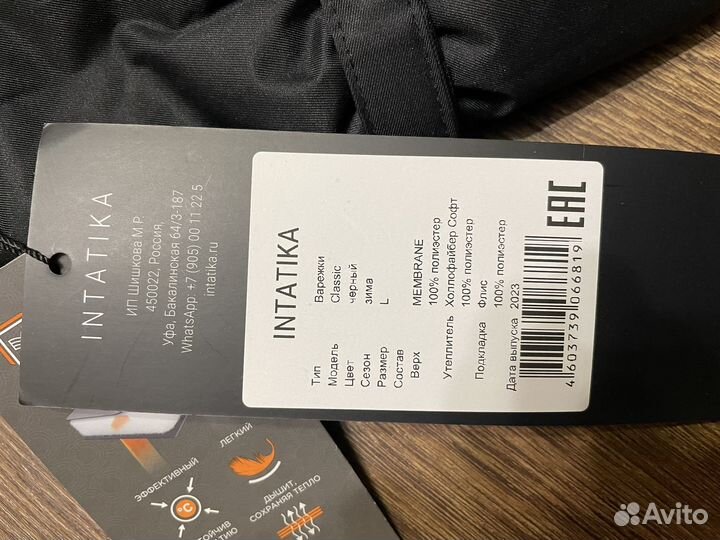 INTATIKA
ИП Шишкова М.Р.
450022, Россия,
Уфа, Бакалинская 64/3-187
WhatsApp: +7 (905) 00 11 22 5
intatika.ru
INTATIKA
Тип Варежки
Модель Classic
Цвет черный
Сезон зима
Размер L
Состав
Верх MEMBRANE
100% полиэстер
Утеплитель Холлофайбер Софт
100% полиэстер
Подкладка Флис
100% полиэстер
Дата выпуска 2023
EAC
4603739066819
ЭФФЕКТИВНЫЙ
ЛЕГКИЙ
°C
ДЫШИТ,
СОХРАНЯЯ ТЕПЛО
Avito